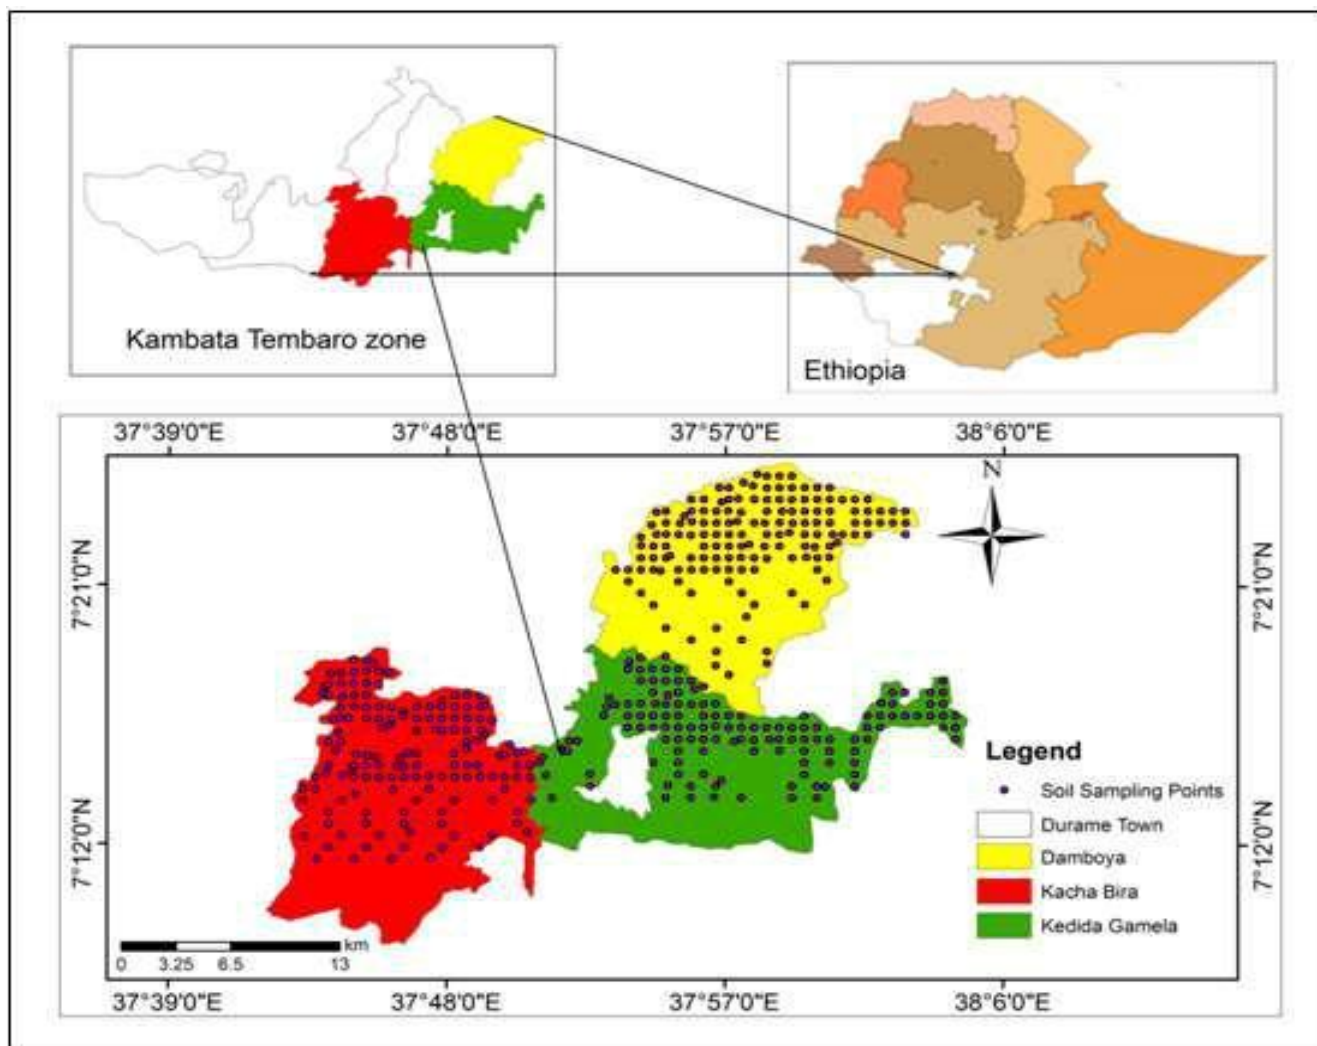 Kambata Tembaro zone
Ethiopia
37°39'0"E 37°48'0"E 37°57'0"E 38°6'0"E
N
7°21'0"N 7°21'0"N
Legend
Soil Sampling Points
Durame Town
7°12'0"N 7°12'0"N
Damboya
Kacha Bira
Kedida Gamela
km
0 3.25 6.5 13
37°39'0"E 37°48'0"E 37°57'0"E 38°6'0"E